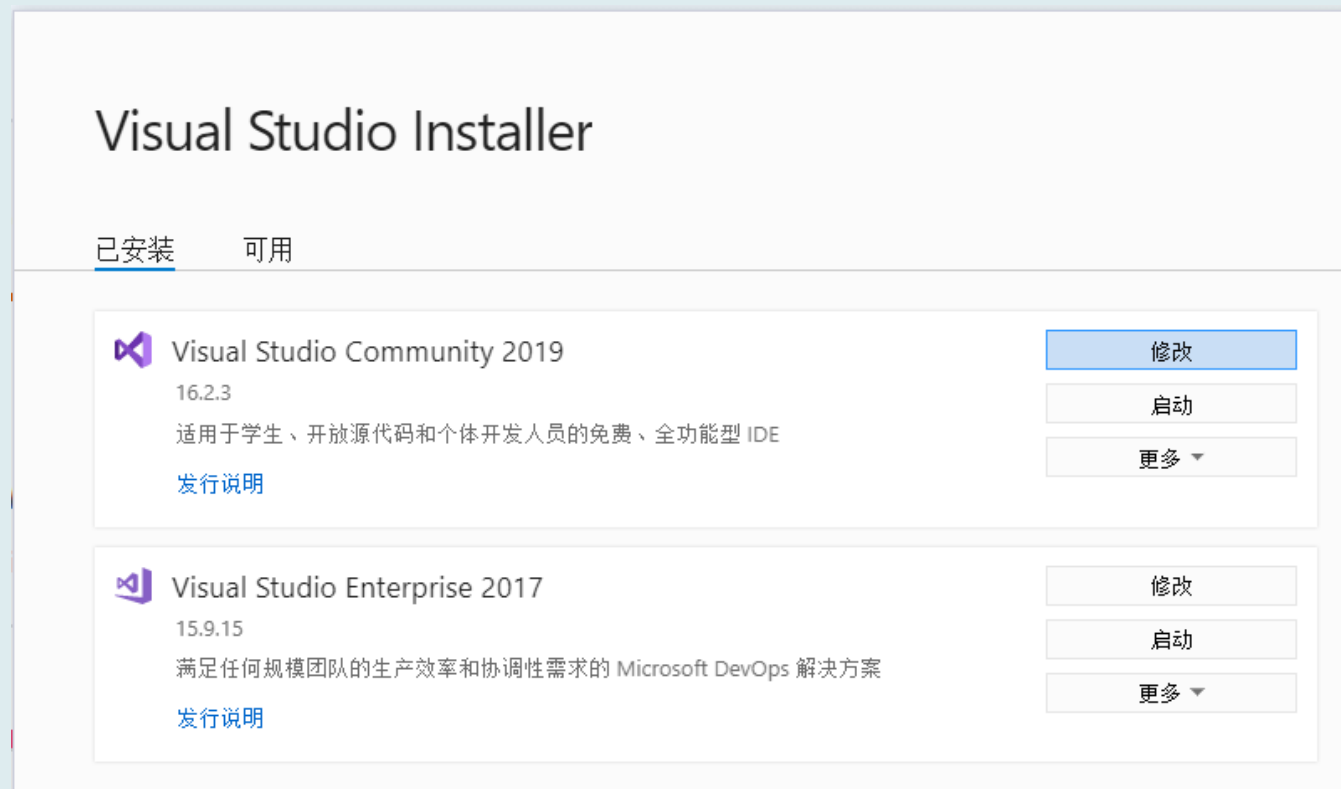 Visual Studio Installer
已安装 可用
Visual Studio Community 2019
16.2.3
适用于学生、开放源代码和个体开发人员的免费、全功能型 IDE
发行说明
修改
启动
更多
Visual Studio Enterprise 2017
15.9.15
满足任何规模团队的生产效率和协调性需求的 Microsoft DevOps 解决方案
发行说明
修改
启动
更多